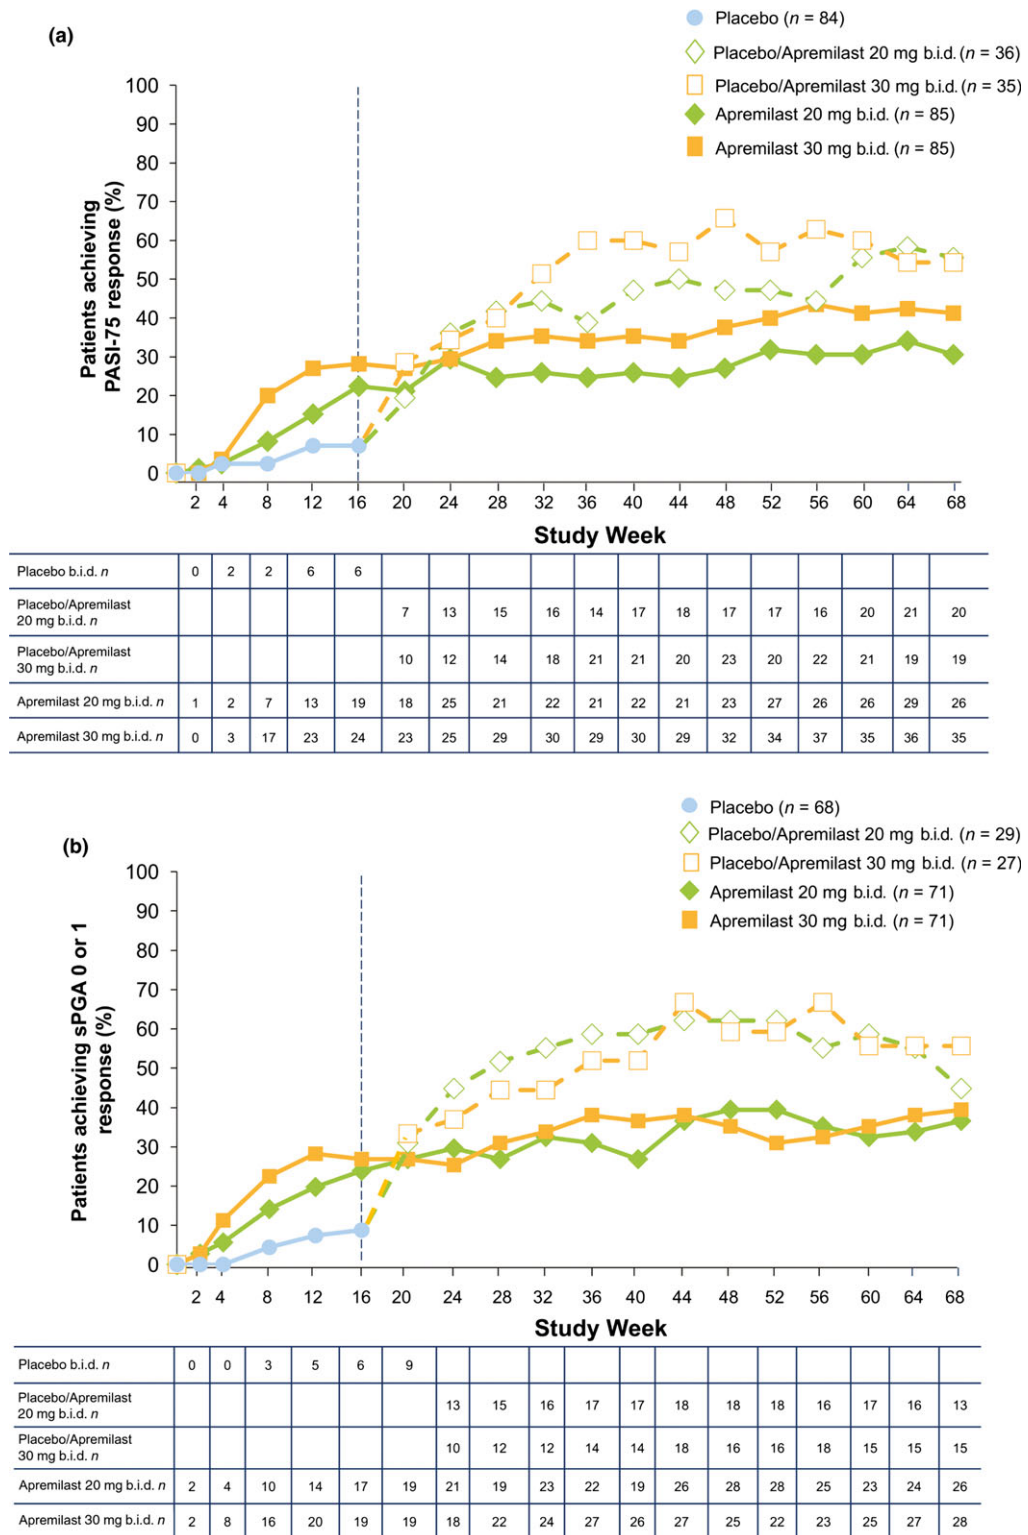 (a)
Placebo (n = 84)
Placebo/Apremilast 20 mg b.i.d. (n = 36)
Placebo/Apremilast 30 mg b.i.d. (n = 35)
Apremilast 20 mg b.i.d. (n = 85)
Apremilast 30 mg b.i.d. (n = 85)
Patients achieving
PASI-75 response (%)
100
90
80
70
60
50
40
30
20
10
0
2 4 8 12 16 20 24 28 32 36 40 44 48 52 56 60 64 68
Study Week
Placebo b.i.d. n 0 2 2 6 6
Placebo/Apremilast
20 mg b.i.d. n 7 13 15 16 14 17 18 17 17 16 20 21 20
Placebo/Apremilast
30 mg b.i.d. n 10 12 14 18 21 21 20 23 20 22 21 19 19
Apremilast 20 mg b.i.d. n 1 2 7 13 19 18 25 21 22 21 22 21 23 27 26 26 29 26
Apremilast 30 mg b.i.d. n 0 3 17 23 24 23 25 29 30 29 30 29 32 34 37 35 36 35
(b)
Placebo (n = 68)
Placebo/Apremilast 20 mg b.i.d. (n = 29)
Placebo/Apremilast 30 mg b.i.d. (n = 27)
Apremilast 20 mg b.i.d. (n = 71)
Apremilast 30 mg b.i.d. (n = 71)
Patients achieving sPGA 0 or 1
response (%)
100
90
80
70
60
50
40
30
20
10
0
2 4 8 12 16 20 24 28 32 36 40 44 48 52 56 60 64 68
Study Week
Placebo b.i.d. n 0 0 3 5 6 9
Placebo/Apremilast
20 mg b.i.d. n 13 15 16 17 17 18 18 18 16 17 16 13
Placebo/Apremilast
30 mg b.i.d. n 10 12 12 14 14 18 16 16 18 15 15 15
Apremilast 20 mg b.i.d. n 2 4 10 14 17 19 21 19 23 22 19 26 28 28 25 23 24 26
Apremilast 30 mg b.i.d. n 2 8 16 20 19 19 18 22 24 27 26 27 25 22 23 25 27 28